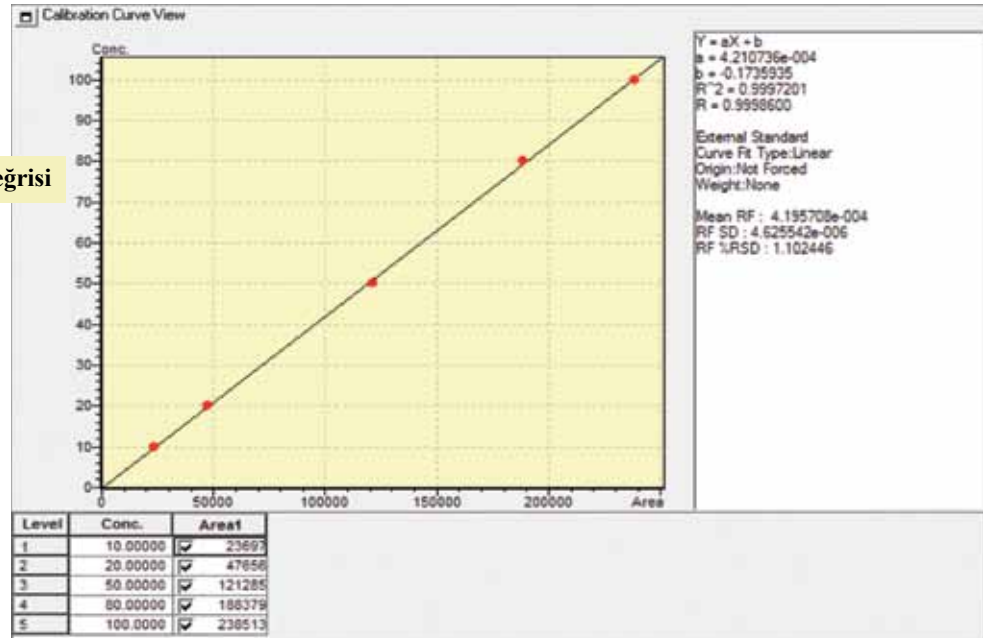 Calibration Curve View
Conc.
100
90
80
70
60
50
40
30
20
10
0
0 50000 100000 150000 200000 Area
eğrisi
Y = aX + b
a = 4.210736e-004
b = -0.1735935
R^2 = 0.9997201
R = 0.9998600
External Standard
Curve Fit Type:Linear
Origin:Not Forced
Weight:None
Mean RF : 4.195708e-004
RF SD : 4.625542e-006
RF %RSD : 1.102446
Level Conc. Area1
1 10.00000 23697
2 20.00000 47656
3 50.00000 121285
4 80.00000 188379
5 100.0000 238513